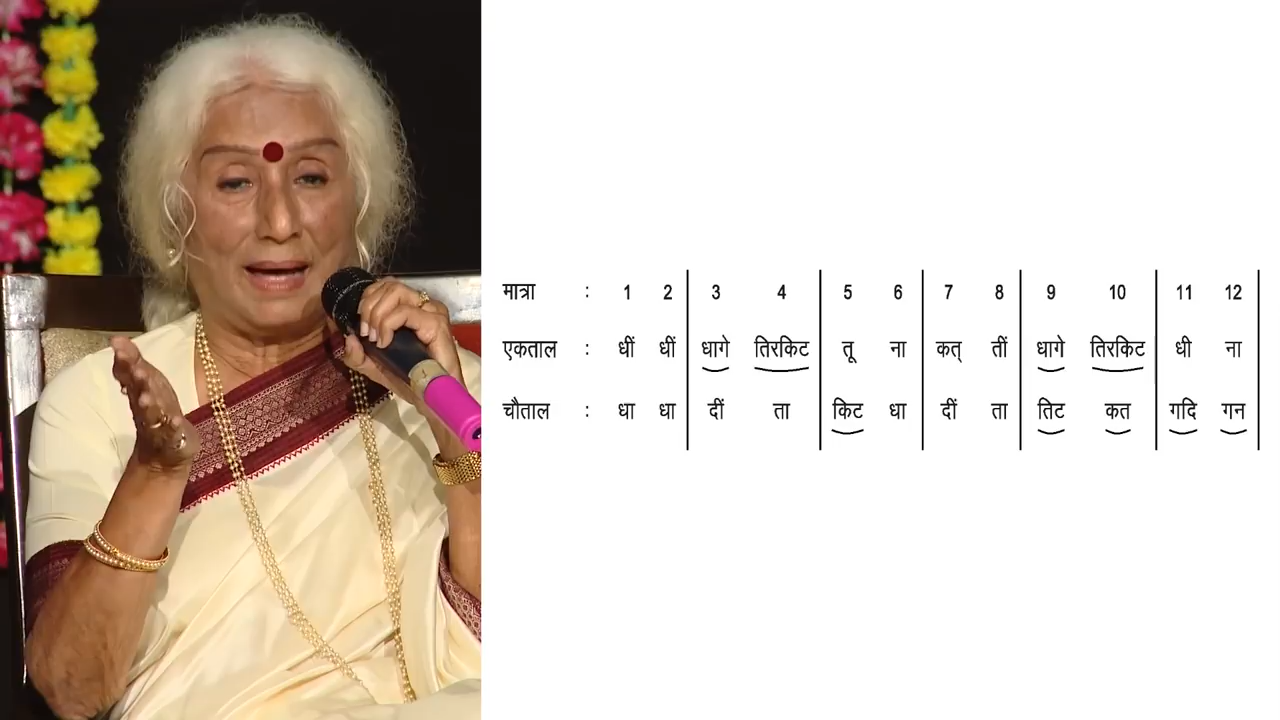 मात्रा : 1 2 3 4 5 6 7 8 9 10 11 12
एकताल : धीं धीं धागे तिरकिट तू ना कत् तीं धागे तिरकिट धी ना
चौताल : धा धा दीं ता किट धा दीं ता तिट कत गदि गन